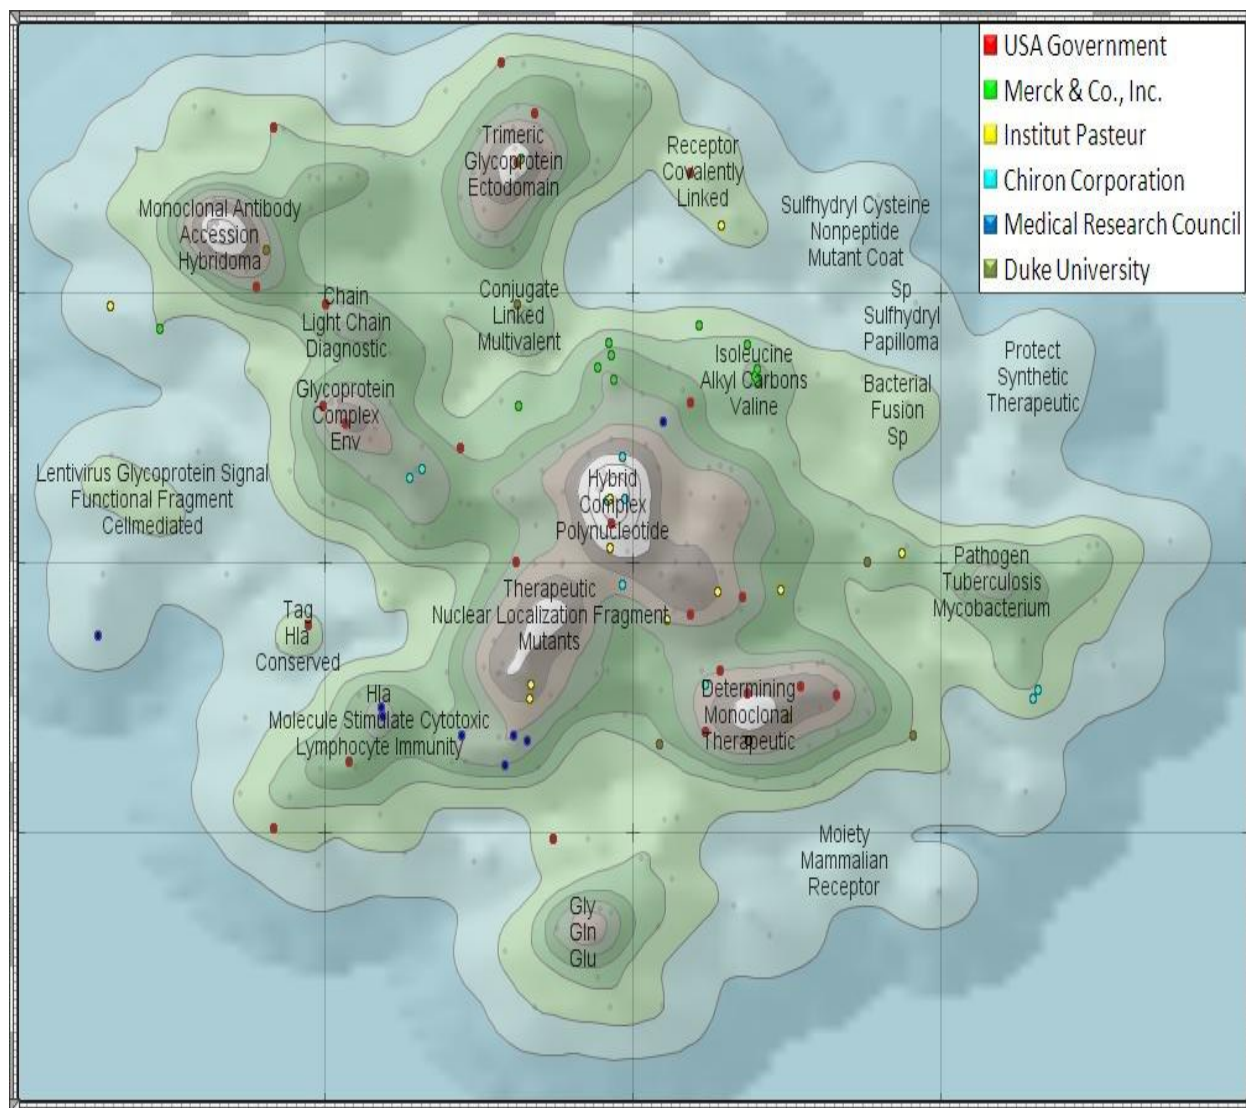 USA Government
Merck & Co., Inc.
Institut Pasteur
Chiron Corporation
Medical Research Council
Duke University
Trimeric
Glycoprotein
Ectodomain
Receptor
Covalently
Linked
Monoclonal Antibody
Accession
Hybridoma
Sulfhydryl Cysteine
Nonpeptide
Mutant Coat
Chain
Light Chain
Diagnostic
Conjugate
Linked
Multivalent
Sp
Sulfhydryl
Papilloma
Isoleucine
Alkyl Carbons
Valine
Protect
Synthetic
Therapeutic
Glycoprotein
Complex
Env
Bacterial
Fusion
Sp
Lentivirus Glycoprotein Signal
Functional Fragment
Cellmediated
Hybrid
Complex
Polynucleotide
Pathogen
Tuberculosis
Mycobacterium
Therapeutic
Nuclear Localization Fragment
Mutants
Tag
Hla
Conserved
Hla
Molecule Stimulate Cytotoxic
Lymphocyte Immunity
Determining
Monoclonal
Therapeutic
Moiety
Mammalian
Receptor
Gly
Gln
Glu